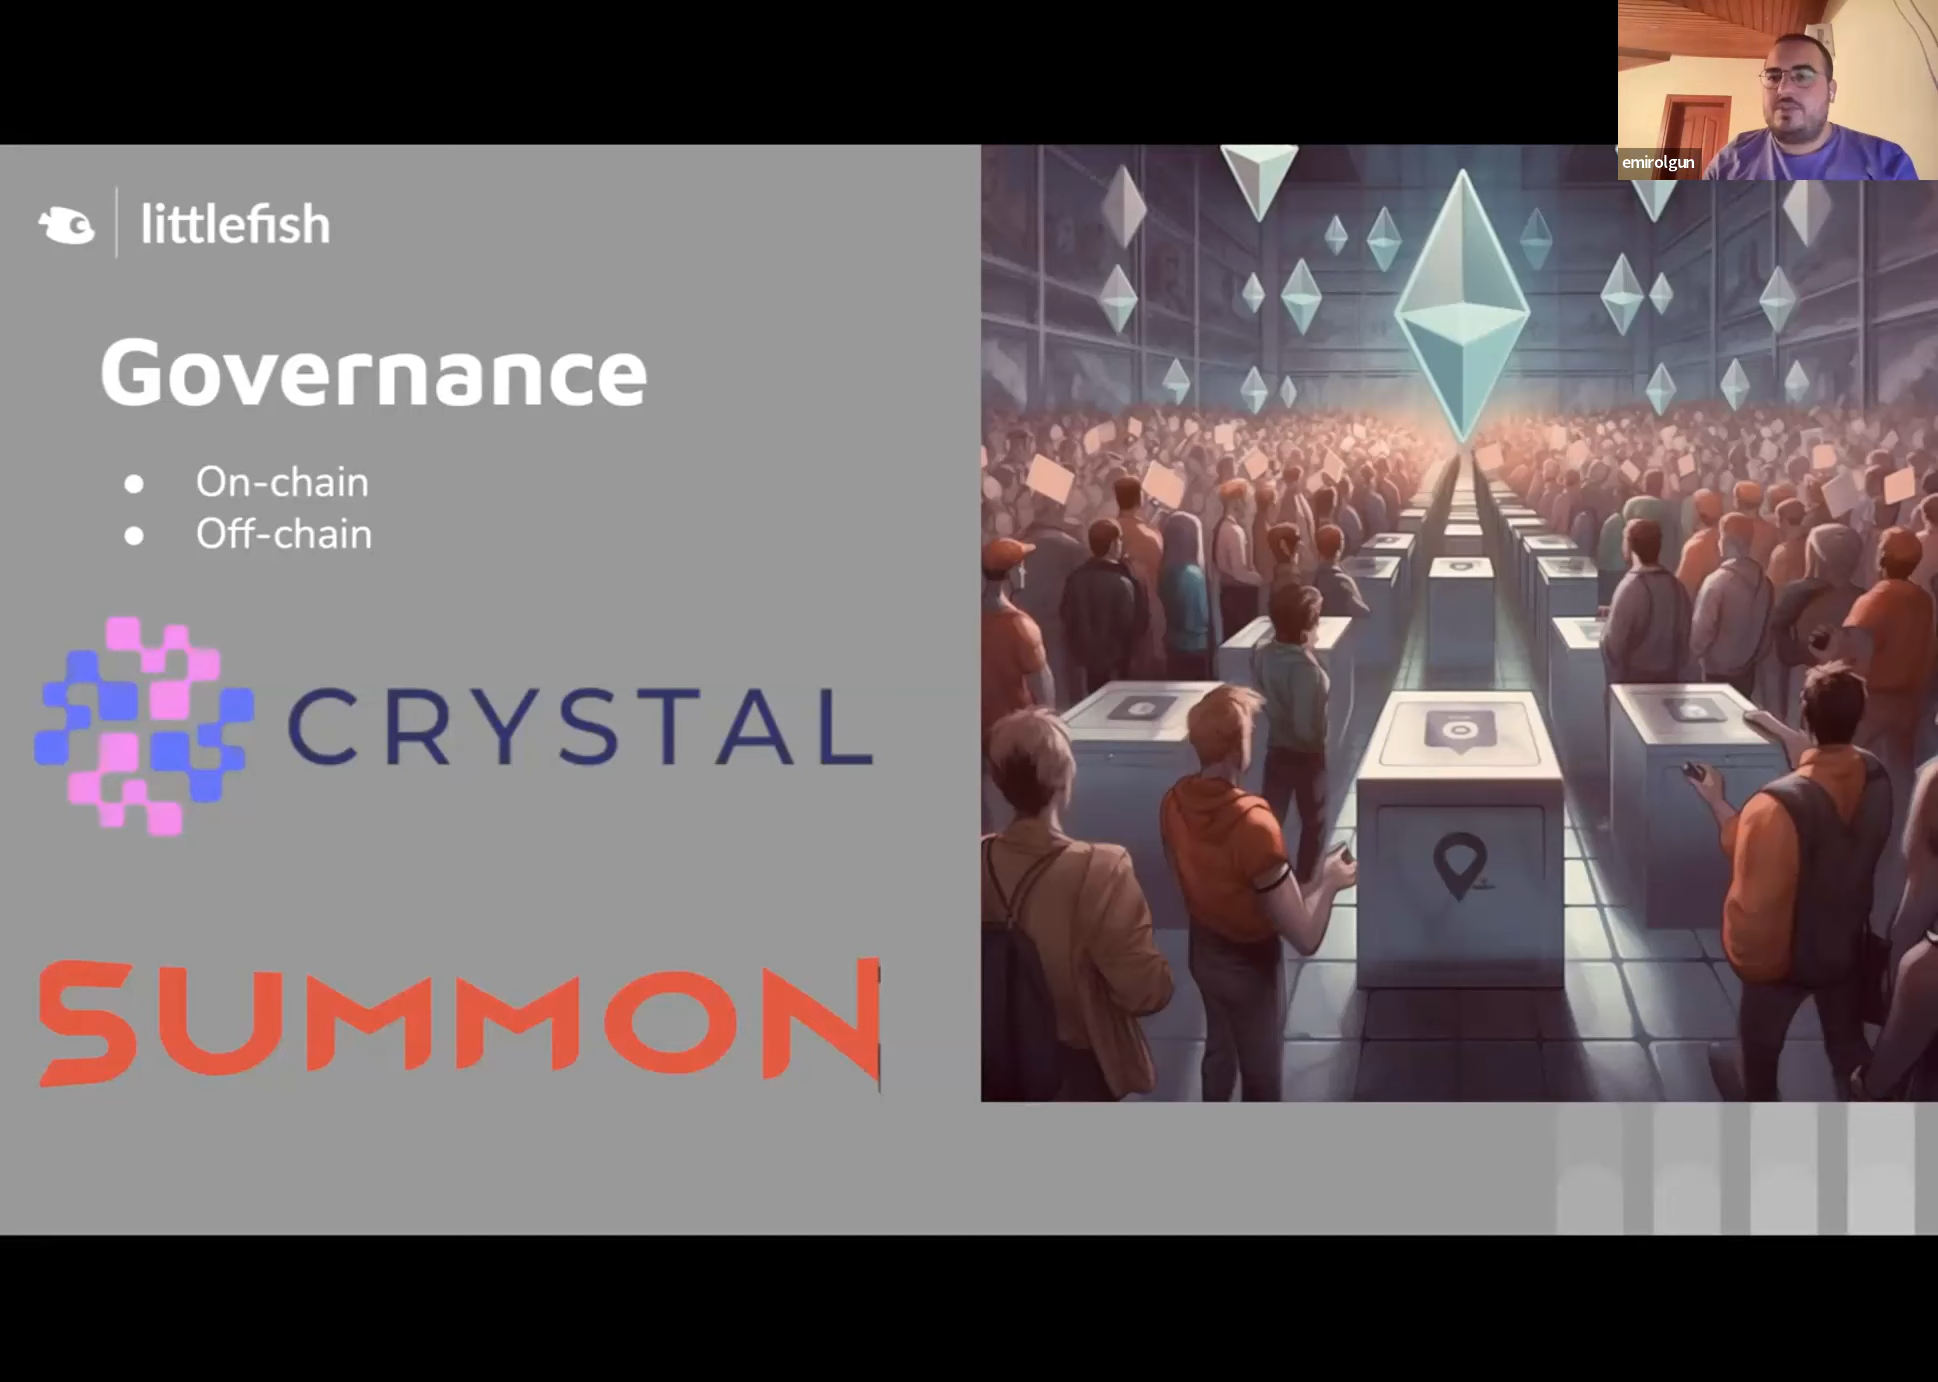 emirolgun
littlefish
Governance
On-chain
Off-chain
CRYSTAL
SUMMON